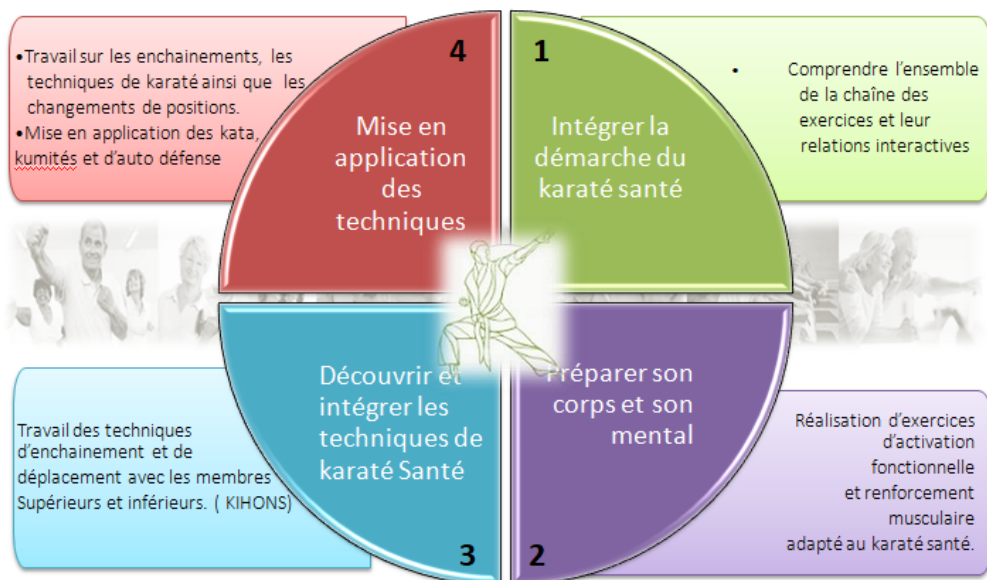 •Travail sur les enchainements, les
techniques de karaté ainsi que les
changements de positions.
•Mise en application des kata,
kumités et d'auto défense
4
Mise en
application
des
techniques
1
Intégrer la
démarche du
karaté santé
• Comprendre l'ensemble
de la chaîne des
exercices et leur
relations interactives
Découvrir et
intégrer les
techniques de
karaté Santé
3
Travail des techniques
d'enchainement et de
déplacement avec les membres
Supérieurs et inférieurs. ( KIHONS)
Préparer son
corps et son
mental
2
Réalisation d'exercices
d'activation
fonctionnelle
et renforcement
musculaire
adapté au karaté santé.